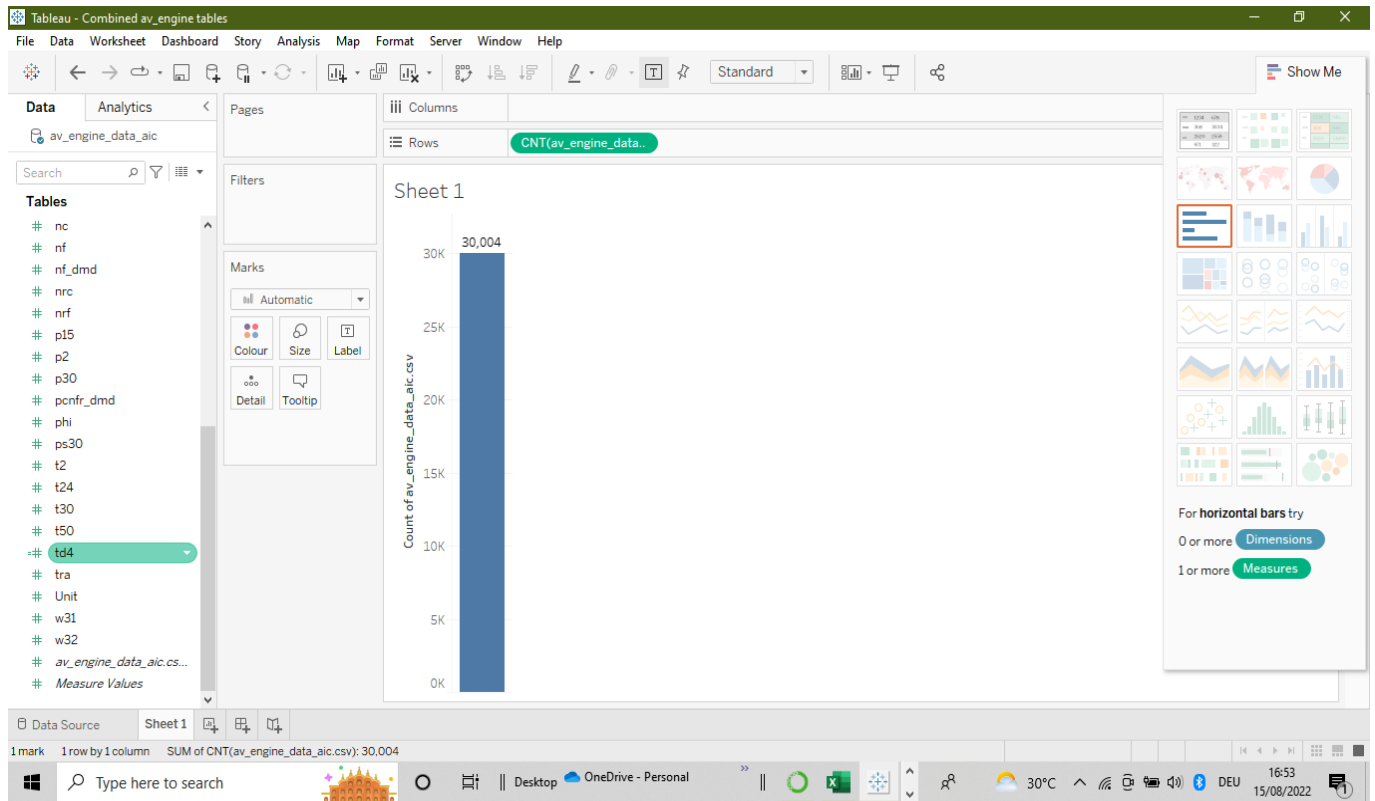 Tableau - Combined av_engine tables
File Data Worksheet Dashboard Story Analysis Map Format Server Window Help
Standard
Show Me
Data Analytics
av_engine_data_aic
Search
Tables
# nc
# nf
# nf_dmd
# nrc
# nrf
# p15
# p2
# p30
# pcnfr_dmd
# phi
# ps30
# t2
# t24
# t30
# t50
=# td4
# tra
# Unit
# w31
# w32
# av_engine_data_aic.cs...
# Measure Values
Pages
Filters
Marks
Automatic
Colour Size Label
Detail Tooltip
Columns
Rows CNT(av_engine_data..
Sheet 1
30,004
30K
25K
20K
15K
10K
5K
0K
Count of av_engine_data_aic.csv
For horizontal bars try
0 or more Dimensions
1 or more Measures
Data Source Sheet 1
1 mark 1 row by 1 column SUM of CNT(av_engine_data_aic.csv): 30,004
Type here to search
Desktop OneDrive - Personal
30°C DEU
16:53
15/08/2022